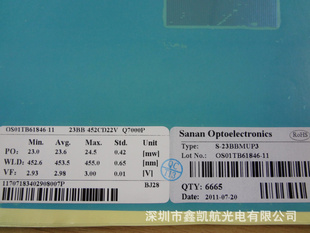 OS01TB61846-11 23BB 452CD22V Q7000P
Min. Avg. Max. Std.
PO: 23.0 23.6 24.5 0.42 [mw]
WLD: 452.6 453.5 455.0 0.65 [nm]
VF: 2.93 2.98 3.00 0.01 [V]
11707183402908007P BJ28
Sanan Optoelectronics RoHS
Type: S-23BBMUP3
Lot No: OS01TB61846-11
QTY: 6665
Date: 2011-07-20
深圳市鑫凯航光电有限公司